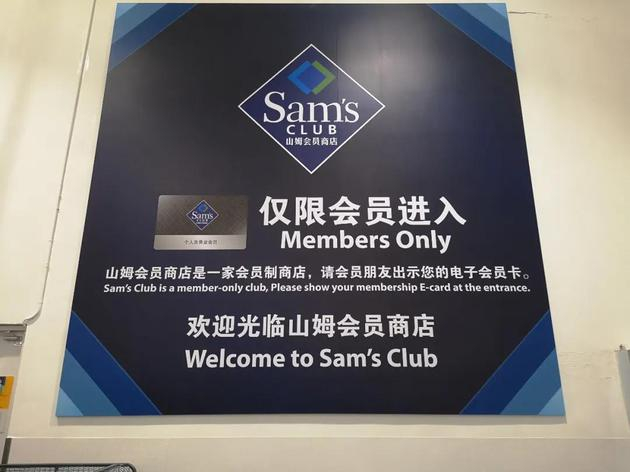 Sam's
CLUB
山姆会员商店
Sam's
CLUB
个人及商业会员
仅限会员进入
Members Only
山姆会员商店是一家会员制商店，请会员朋友出示您的电子会员卡。
Sam's Club is a member-only club, Please show your membership E-card at the entrance.
欢迎光临山姆会员商店
Welcome to Sam's Club